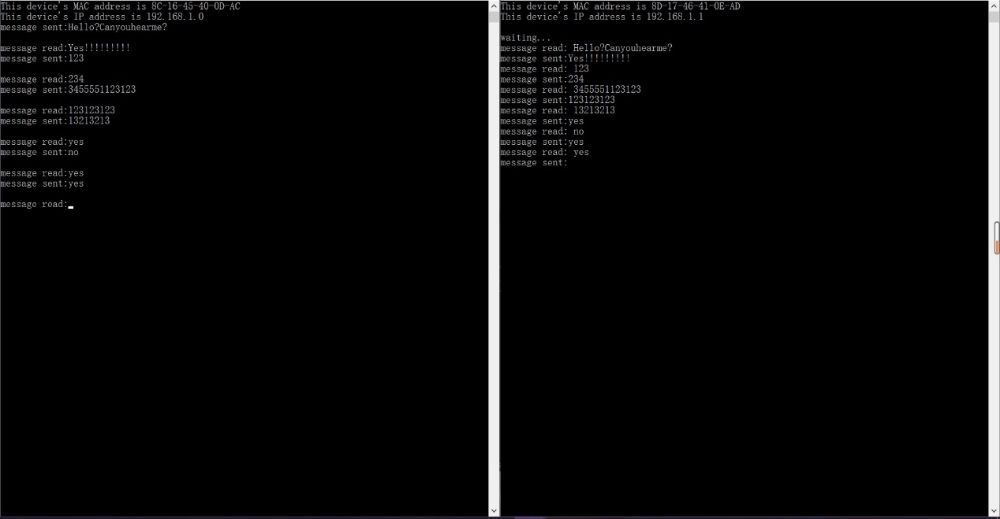 This device's MAC address is 8C-16-45-40-0D-AC
This device's IP address is 192.168.1.0
message sent:Hello?Canyouhearme?
message read:Yes!!!!!!!!!
message sent:123
message read:234
message sent:3455551123123
message read:123123123
message sent:13213213
message read:yes
message sent:no
message read:yes
message sent:yes
message read:
This device's MAC address is 8D-17-46-41-0E-AD
This device's IP address is 192.168.1.1
waiting...
message read: Hello?Canyouhearme?
message sent:Yes!!!!!!!!!
message read: 123
message sent:234
message read: 3455551123123
message sent:123123123
message read: 13213213
message sent:yes
message read: no
message sent:yes
message read: yes
message sent: